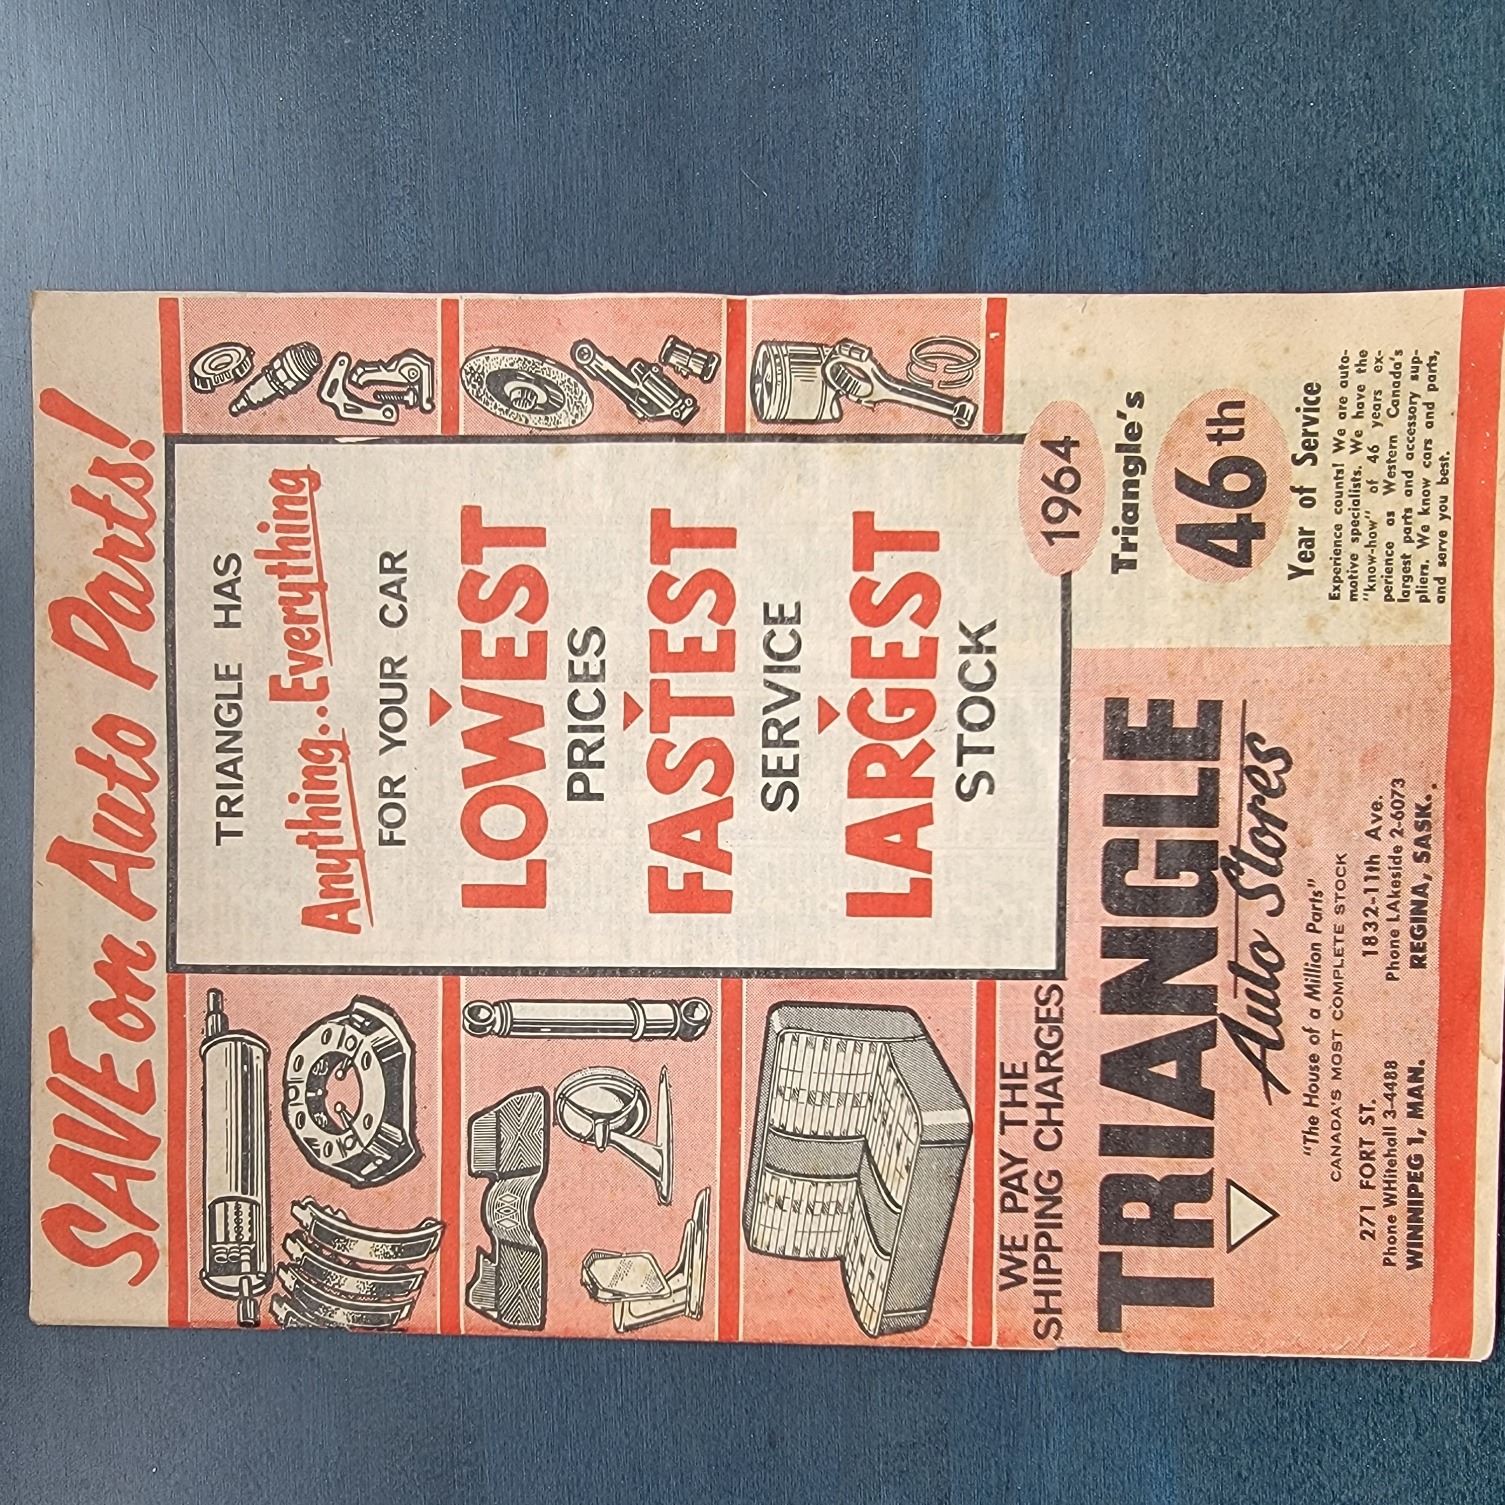 SAVE on Auto Parts!
TRIANGLE HAS
Anything..Everything
FOR YOUR CAR
LOWEST
PRICES
FASTEST
SERVICE
LARGEST
STOCK
WE PAY THE
SHIPPING CHARGES
1964
TRIANGLE
Auto Stores
"The House of a Million Parts"
CANADA'S MOST COMPLETE STOCK
271 FORT ST.
Phone WHitehall 3-4488
WINNIPEG 1, MAN.
1832-11th Ave.
Phone LAkeside 2-6073
REGINA, SASK.
Triangle's
46th
Year of Service
Experience counts! We are auto-
motive specialists. We have the
"know-how" of 46 years ex-
perience as Western Canada's
largest parts and accessory sup-
pliers. We know cars and parts,
and serve you best.